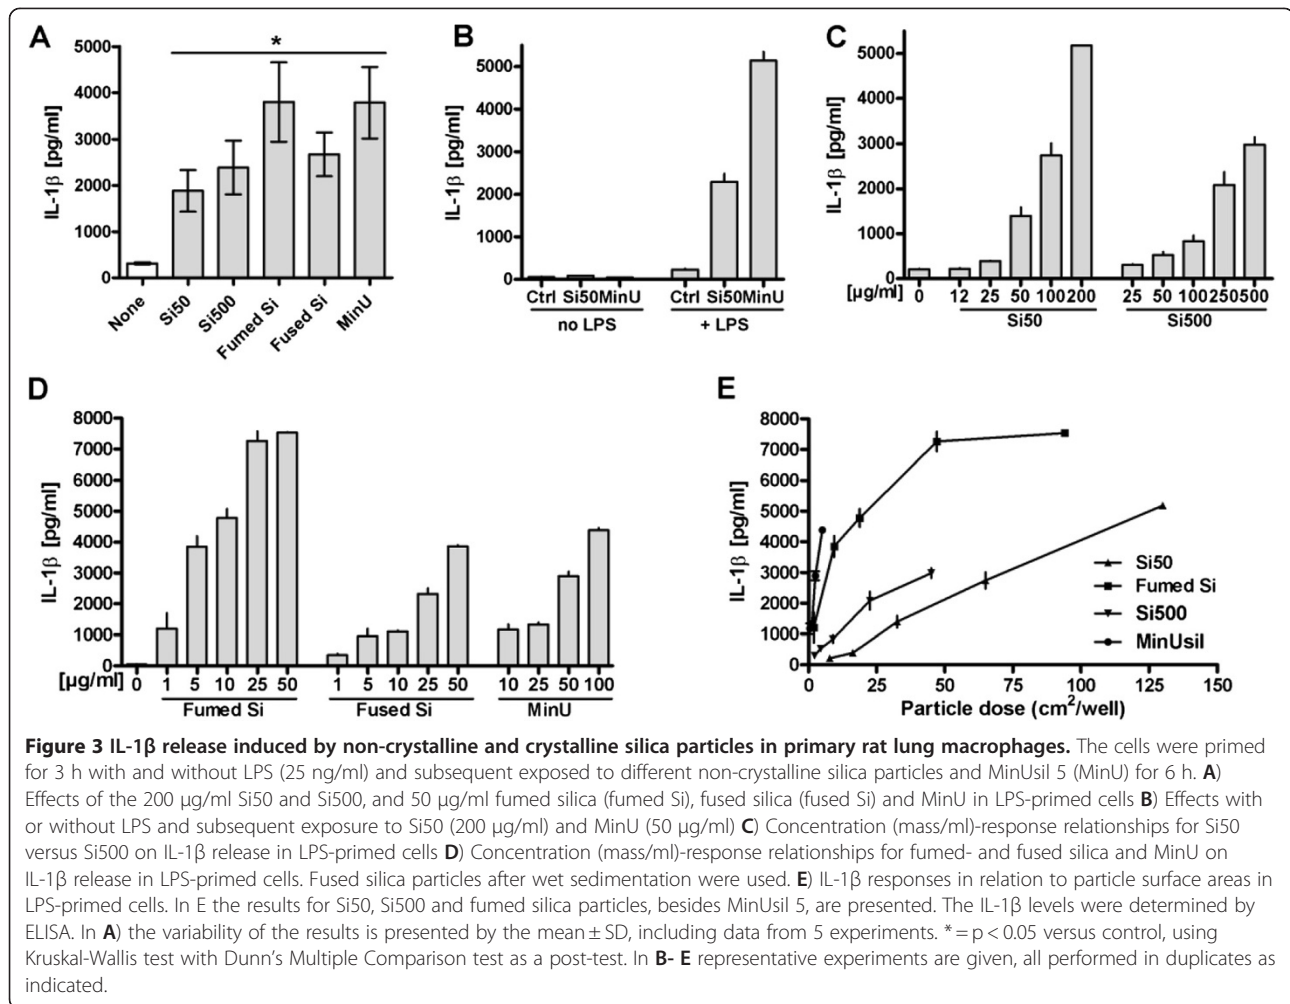 A
*
5000
4000
3000
2000
1000
0
IL-1β [pg/ml]
None
Si50
Si500
Fumed Si
Fused Si
MinU
B
5000
4000
3000
2000
1000
0
IL-1β [pg/ml]
Ctrl Si50MinU Ctrl Si50MinU
no LPS + LPS
C
5000
4000
3000
2000
1000
0
IL-1β [pg/ml]
[µg/ml] 0 12 25 50 100 200 25 50 100 250 500
Si50 Si500
D
8000
7000
6000
5000
4000
3000
2000
1000
0
IL-1β [pg/ml]
[µg/ml] 0 1 5 10 25 50 1 5 10 25 50 10 25 50 100
Fumed Si Fused Si MinU
E
8000
7000
6000
5000
4000
3000
2000
1000
0
IL-1β [pg/ml]
Si50
Fumed Si
Si500
MinUsil
0 25 50 75 100 125 150
Particle dose (cm²/well)
Figure 3 IL-1β release induced by non-crystalline and crystalline silica particles in primary rat lung macrophages. The cells were primed
for 3 h with and without LPS (25 ng/ml) and subsequent exposed to different non-crystalline silica particles and MinUsil 5 (MinU) for 6 h. A)
Effects of the 200 µg/ml Si50 and Si500, and 50 µg/ml fumed silica (fumed Si), fused silica (fused Si) and MinU in LPS-primed cells B) Effects with
or without LPS and subsequent exposure to Si50 (200 µg/ml) and MinU (50 µg/ml) C) Concentration (mass/ml)-response relationships for Si50
versus Si500 on IL-1β release in LPS-primed cells D) Concentration (mass/ml)-response relationships for fumed- and fused silica and MinU on
IL-1β release in LPS-primed cells. Fused silica particles after wet sedimentation were used. E) IL-1β responses in relation to particle surface areas in
LPS-primed cells. In E the results for Si50, Si500 and fumed silica particles, besides MinUsil 5, are presented. The IL-1β levels were determined by
ELISA. In A) the variability of the results is presented by the mean ± SD, including data from 5 experiments. * = p < 0.05 versus control, using
Kruskal-Wallis test with Dunn's Multiple Comparison test as a post-test. In B- E representative experiments are given, all performed in duplicates as
indicated.